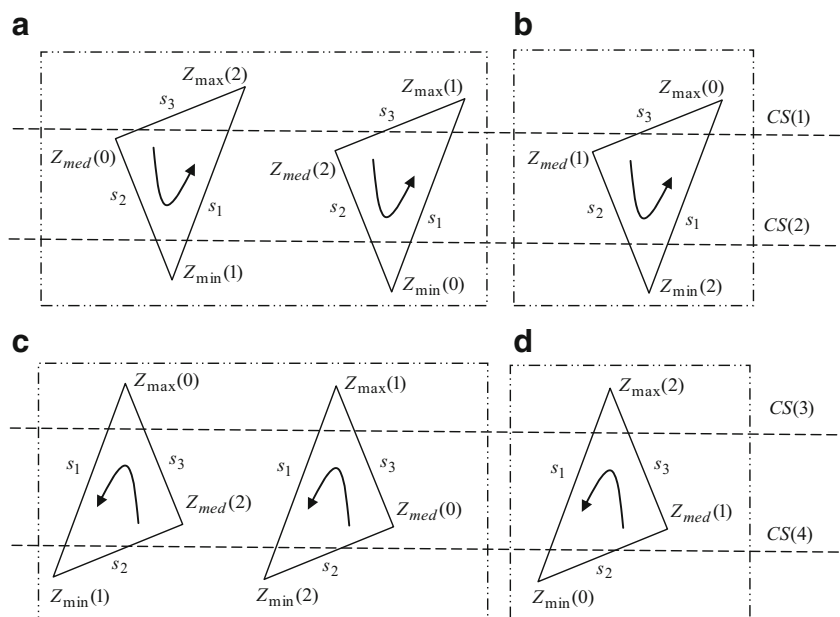 a
b
Z_max(2)
Z_max(1)
Z_max(0)
s_3
s_3
s_3
CS(1)
Z_med(0)
Z_med(2)
Z_med(1)
s_2
s_1
s_2
s_1
s_2
s_1
CS(2)
Z_min(1)
Z_min(0)
Z_min(2)
c
d
Z_max(0)
Z_max(1)
Z_max(2)
CS(3)
s_1
s_3
s_1
s_3
s_1
s_3
Z_med(2)
Z_med(0)
Z_med(1)
CS(4)
s_2
s_2
s_2
Z_min(1)
Z_min(2)
Z_min(0)